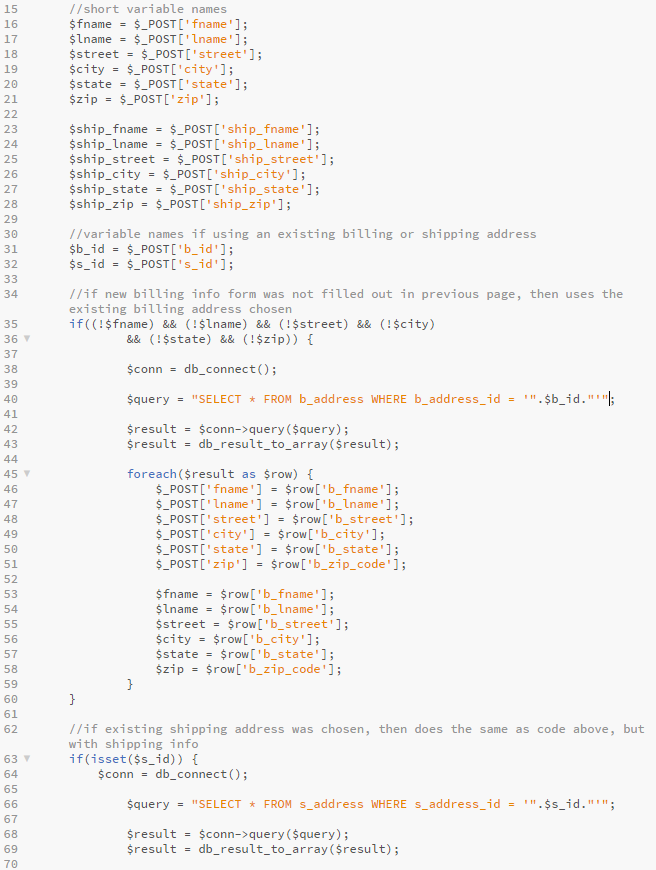 15 //short variable names
16 $fname = $_POST['fname'];
17 $lname = $_POST['lname'];
18 $street = $_POST['street'];
19 $city = $_POST['city'];
20 $state = $_POST['state'];
21 $zip = $_POST['zip'];
22
23 $ship_fname = $_POST['ship_fname'];
24 $ship_lname = $_POST['ship_lname'];
25 $ship_street = $_POST['ship_street'];
26 $ship_city = $_POST['ship_city'];
27 $ship_state = $_POST['ship_state'];
28 $ship_zip = $_POST['ship_zip'];
29
30 //variable names if using an existing billing or shipping address
31 $b_id = $_POST['b_id'];
32 $s_id = $_POST['s_id'];
33
34 //if new billing info form was not filled out in previous page, then uses the
existing billing address chosen
35 if((!$fname) && (!$lname) && (!$street) && (!$city)
36 && (!$state) && (!$zip)) {
37
38 $conn = db_connect();
39
40 $query = "SELECT * FROM b_address WHERE b_address_id = '".$b_id."'";
41
42 $result = $conn->query($query);
43 $result = db_result_to_array($result);
44
45 foreach($result as $row) {
46 $_POST['fname'] = $row['b_fname'];
47 $_POST['lname'] = $row['b_lname'];
48 $_POST['street'] = $row['b_street'];
49 $_POST['city'] = $row['b_city'];
50 $_POST['state'] = $row['b_state'];
51 $_POST['zip'] = $row['b_zip_code'];
52
53 $fname = $row['b_fname'];
54 $lname = $row['b_lname'];
55 $street = $row['b_street'];
56 $city = $row['b_city'];
57 $state = $row['b_state'];
58 $zip = $row['b_zip_code'];
59 }
60 }
61
62 //if existing shipping address was chosen, then does the same as code above, but
with shipping info
63 if(isset($s_id)) {
64 $conn = db_connect();
65
66 $query = "SELECT * FROM s_address WHERE s_address_id = '".$s_id."'";
67
68 $result = $conn->query($query);
69 $result = db_result_to_array($result);
70